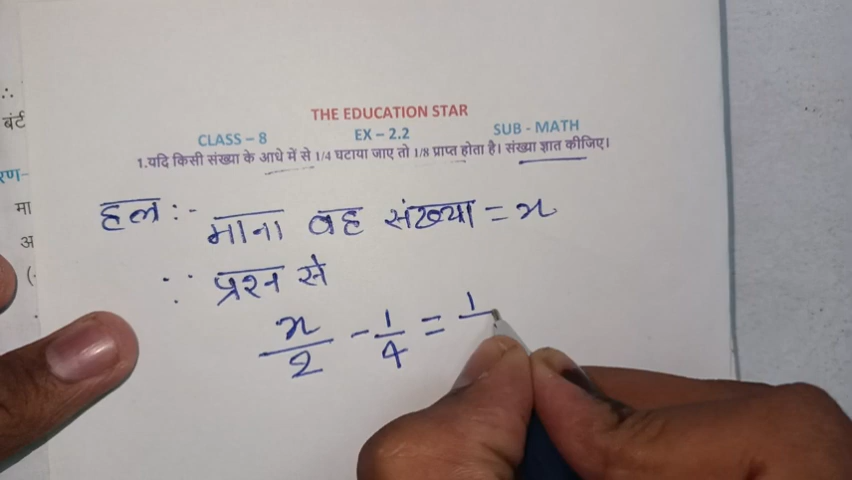 THE EDUCATION STAR
CLASS – 8 EX – 2.2 SUB - MATH
1.यदि किसी संख्या के आधे में से 1/4 घटाया जाए तो 1/8 प्राप्त होता है। संख्या ज्ञात कीजिए।
हल :-
माना वह संख्या = x
∵ प्रश्न से
x/2 - 1/4 = 1
∴
बंट
रण-
मा
अ
(